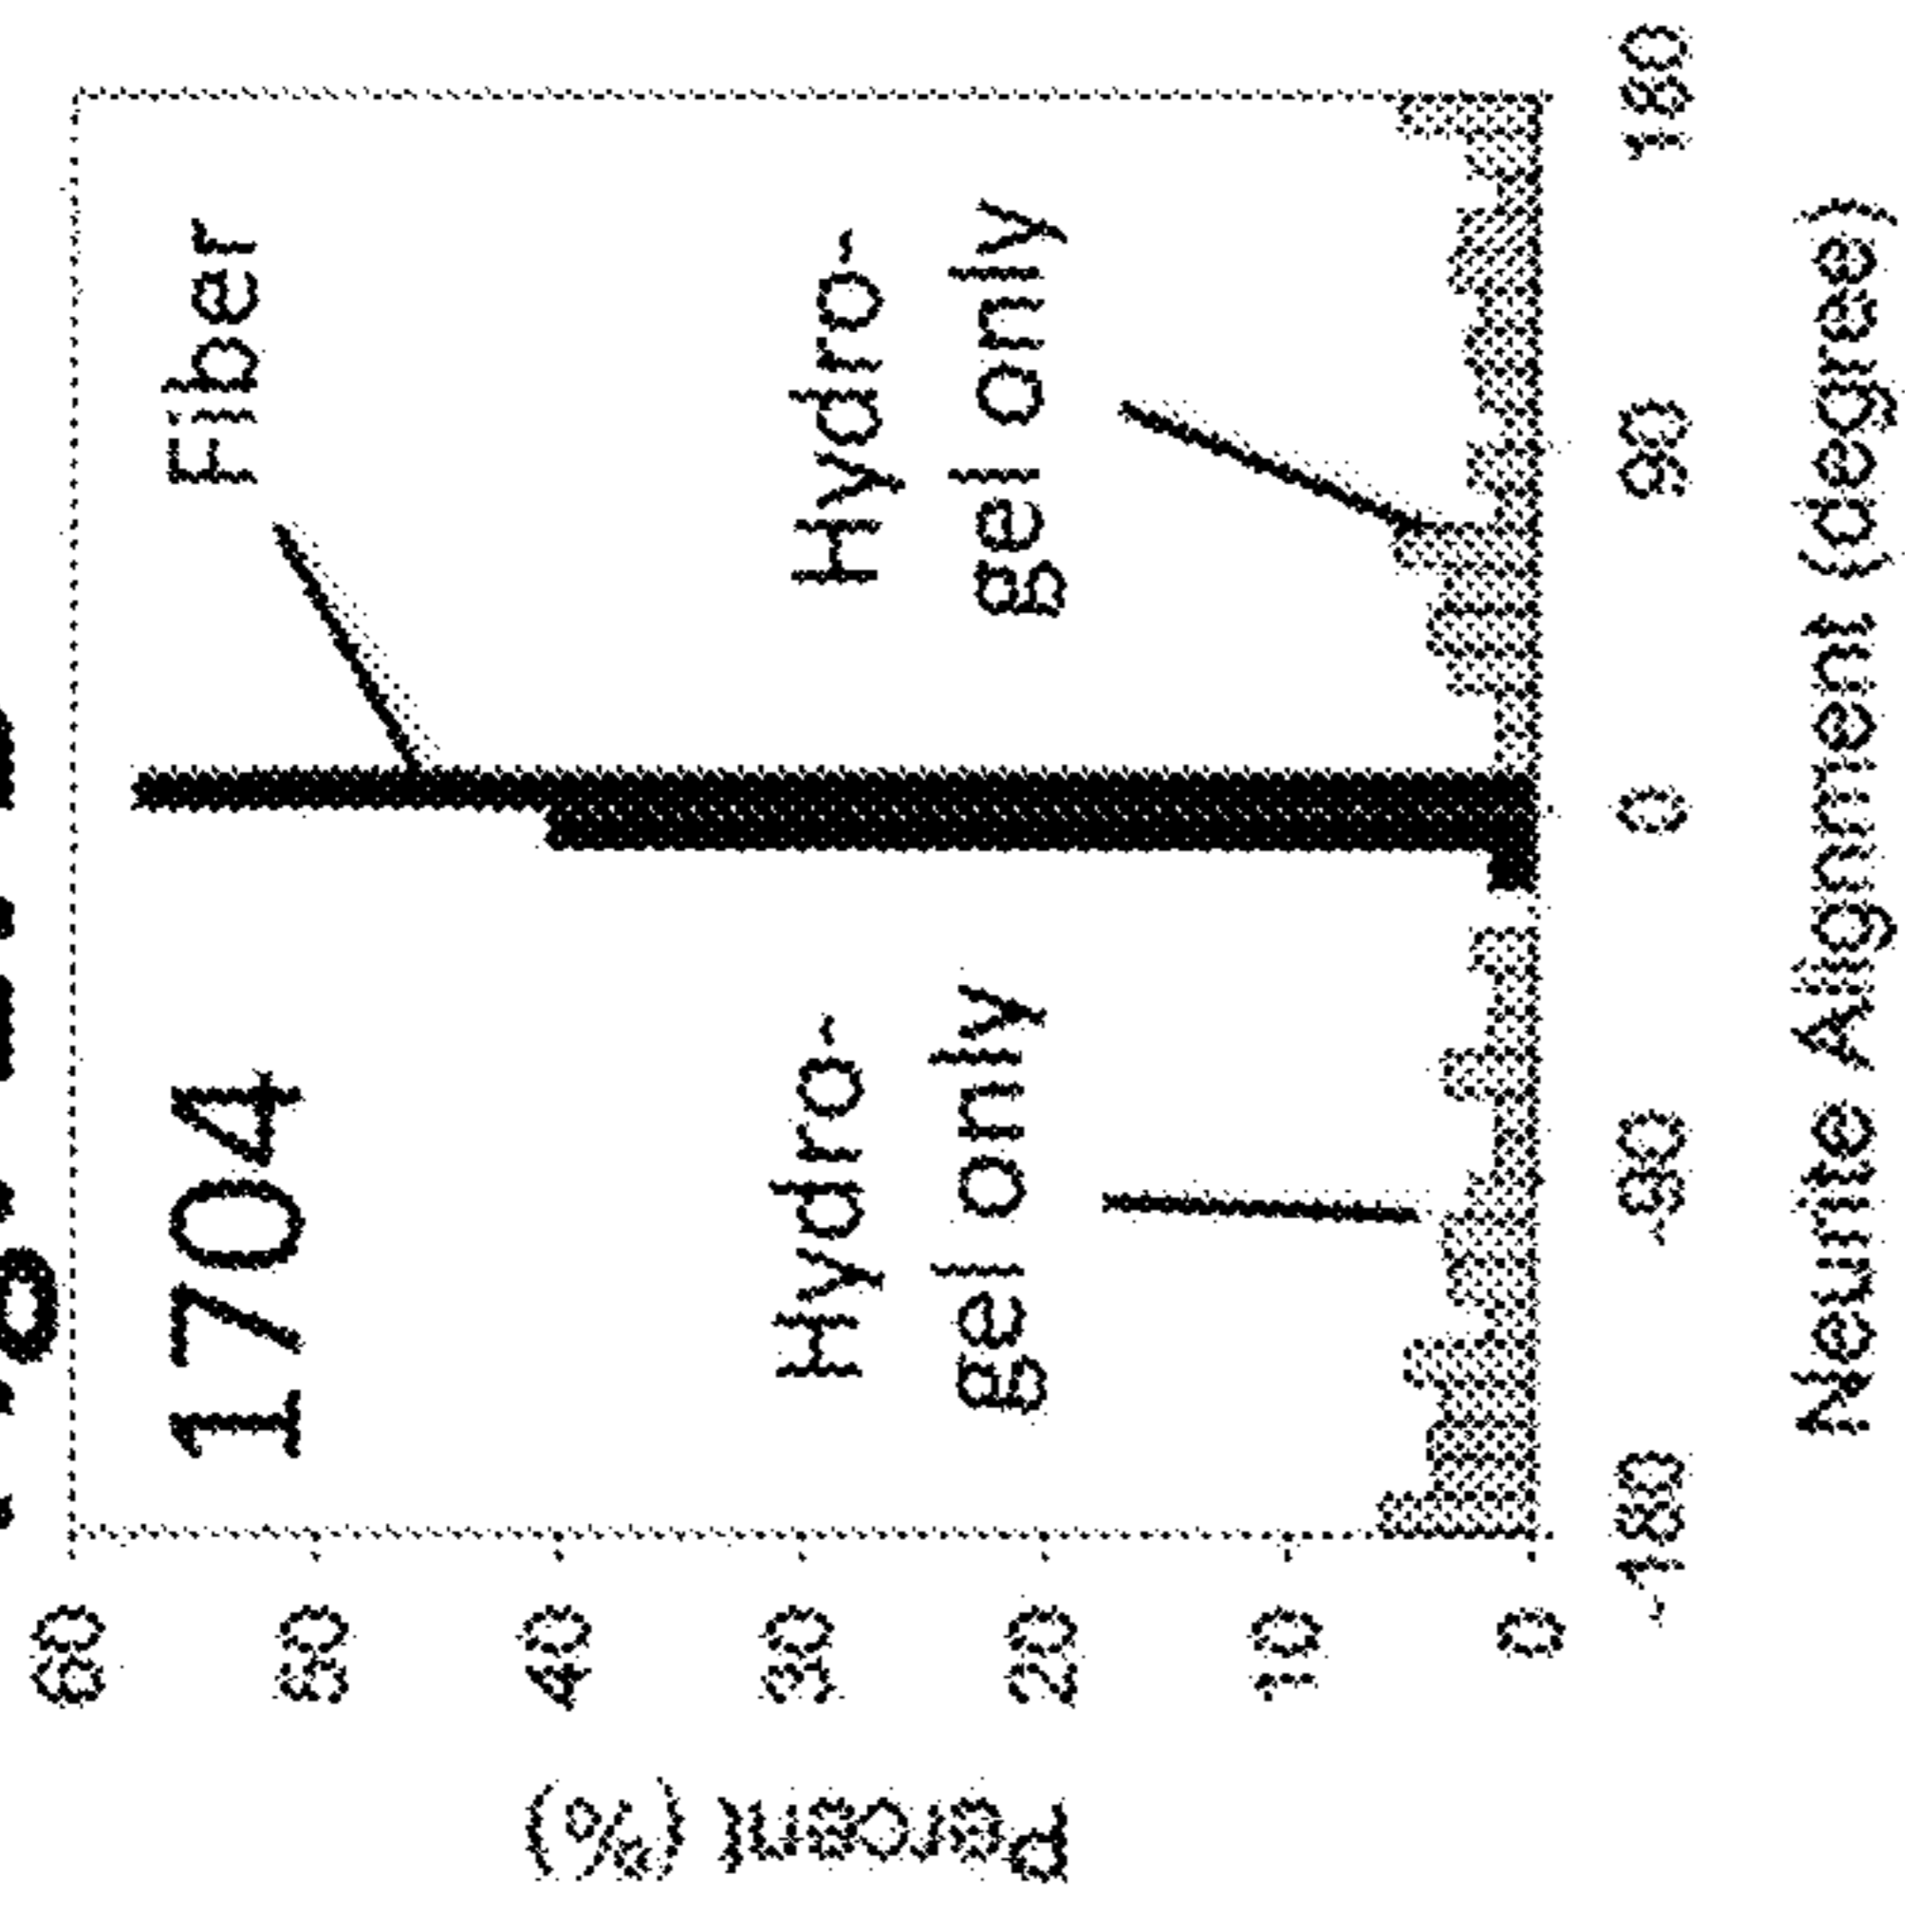 1704
Fiber
Hydro-
gel only
Hydro-
gel only
60
50
40
30
20
10
0
-180
-90
0
90
180
Percent (%)
Neurite Alignment (degree)